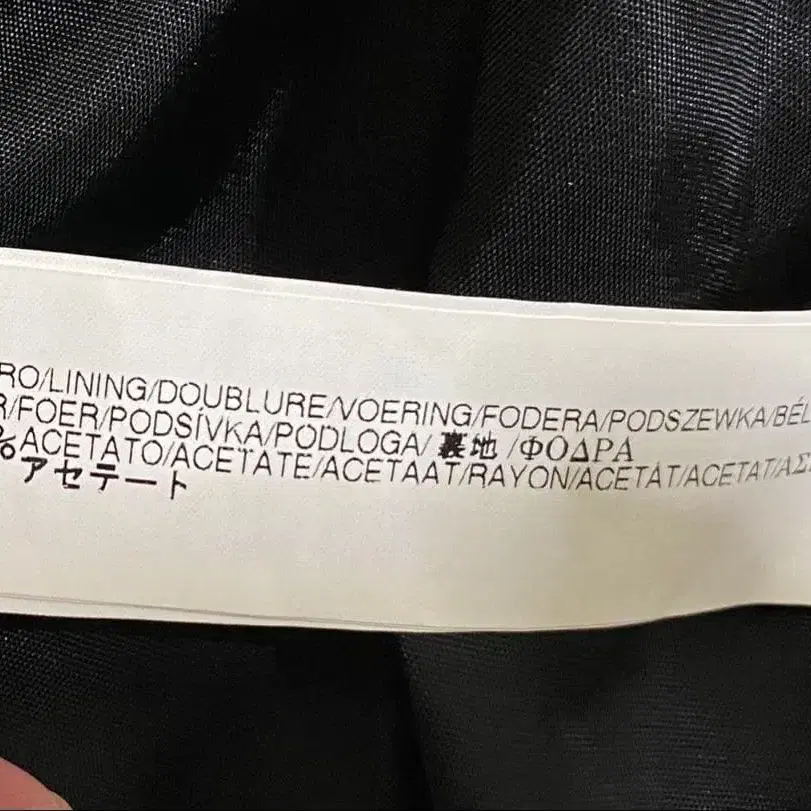 RO/LINING/DOUBLURE/VOERING/FODERA/PODSZEWKA/BÉL
R/FOER/PODSÍVKA/PODLOGA/ 裏地 /ΦΟΔΡΑ
%ACETATO/ACETATE/ACETAAT/RAYON/ACETÁT/ACETAT/ΑΣ
アセテート